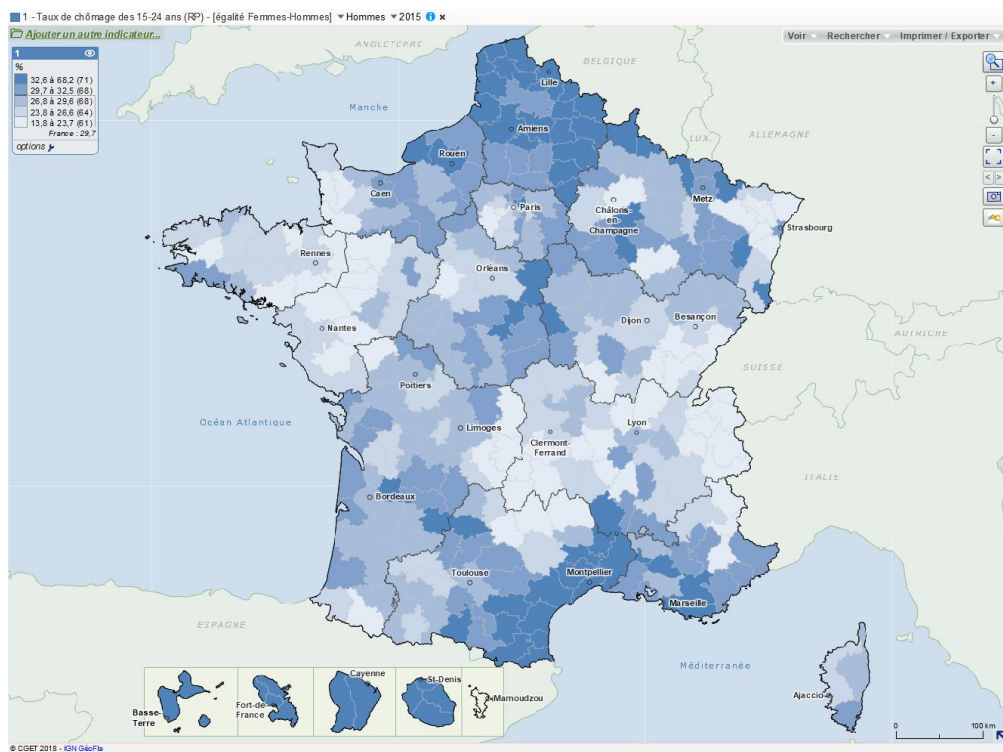 1 - Taux de chômage des 15-24 ans (RP) - [égalité Femmes-Hommes] ▼Hommes ▼2015
Ajouter un autre indicateur...
Voir Rechercher Imprimer / Exporter
1
%
32,6 à 68,2 (71)
29,7 à 32,5 (68)
26,8 à 29,6 (68)
23,8 à 26,6 (64)
13,8 à 23,7 (61)
France : 29,7
options
ANGLETERRE
BELGIQUE
Manche
Lille
LUX.
ALLEMAGNE
Amiens
Rouen
Caen
Paris
Châlons-
en-
Champagne
Metz
Strasbourg
Rennes
Orléans
Nantes
Dijon
Besançon
AUTRICHE
SUISSE
Poitiers
Océan Atlantique
Limoges
Clermont-
Ferrand
Lyon
ITALIE
Bordeaux
Toulouse
Montpellier
Marseille
ESPAGNE
Méditerranée
Ajaccio
Basse-
Terre
Fort-de-
France
Cayenne
St-Denis
Mamoudzou
0 100 km
© CGET 2018 - IGN GéoFla